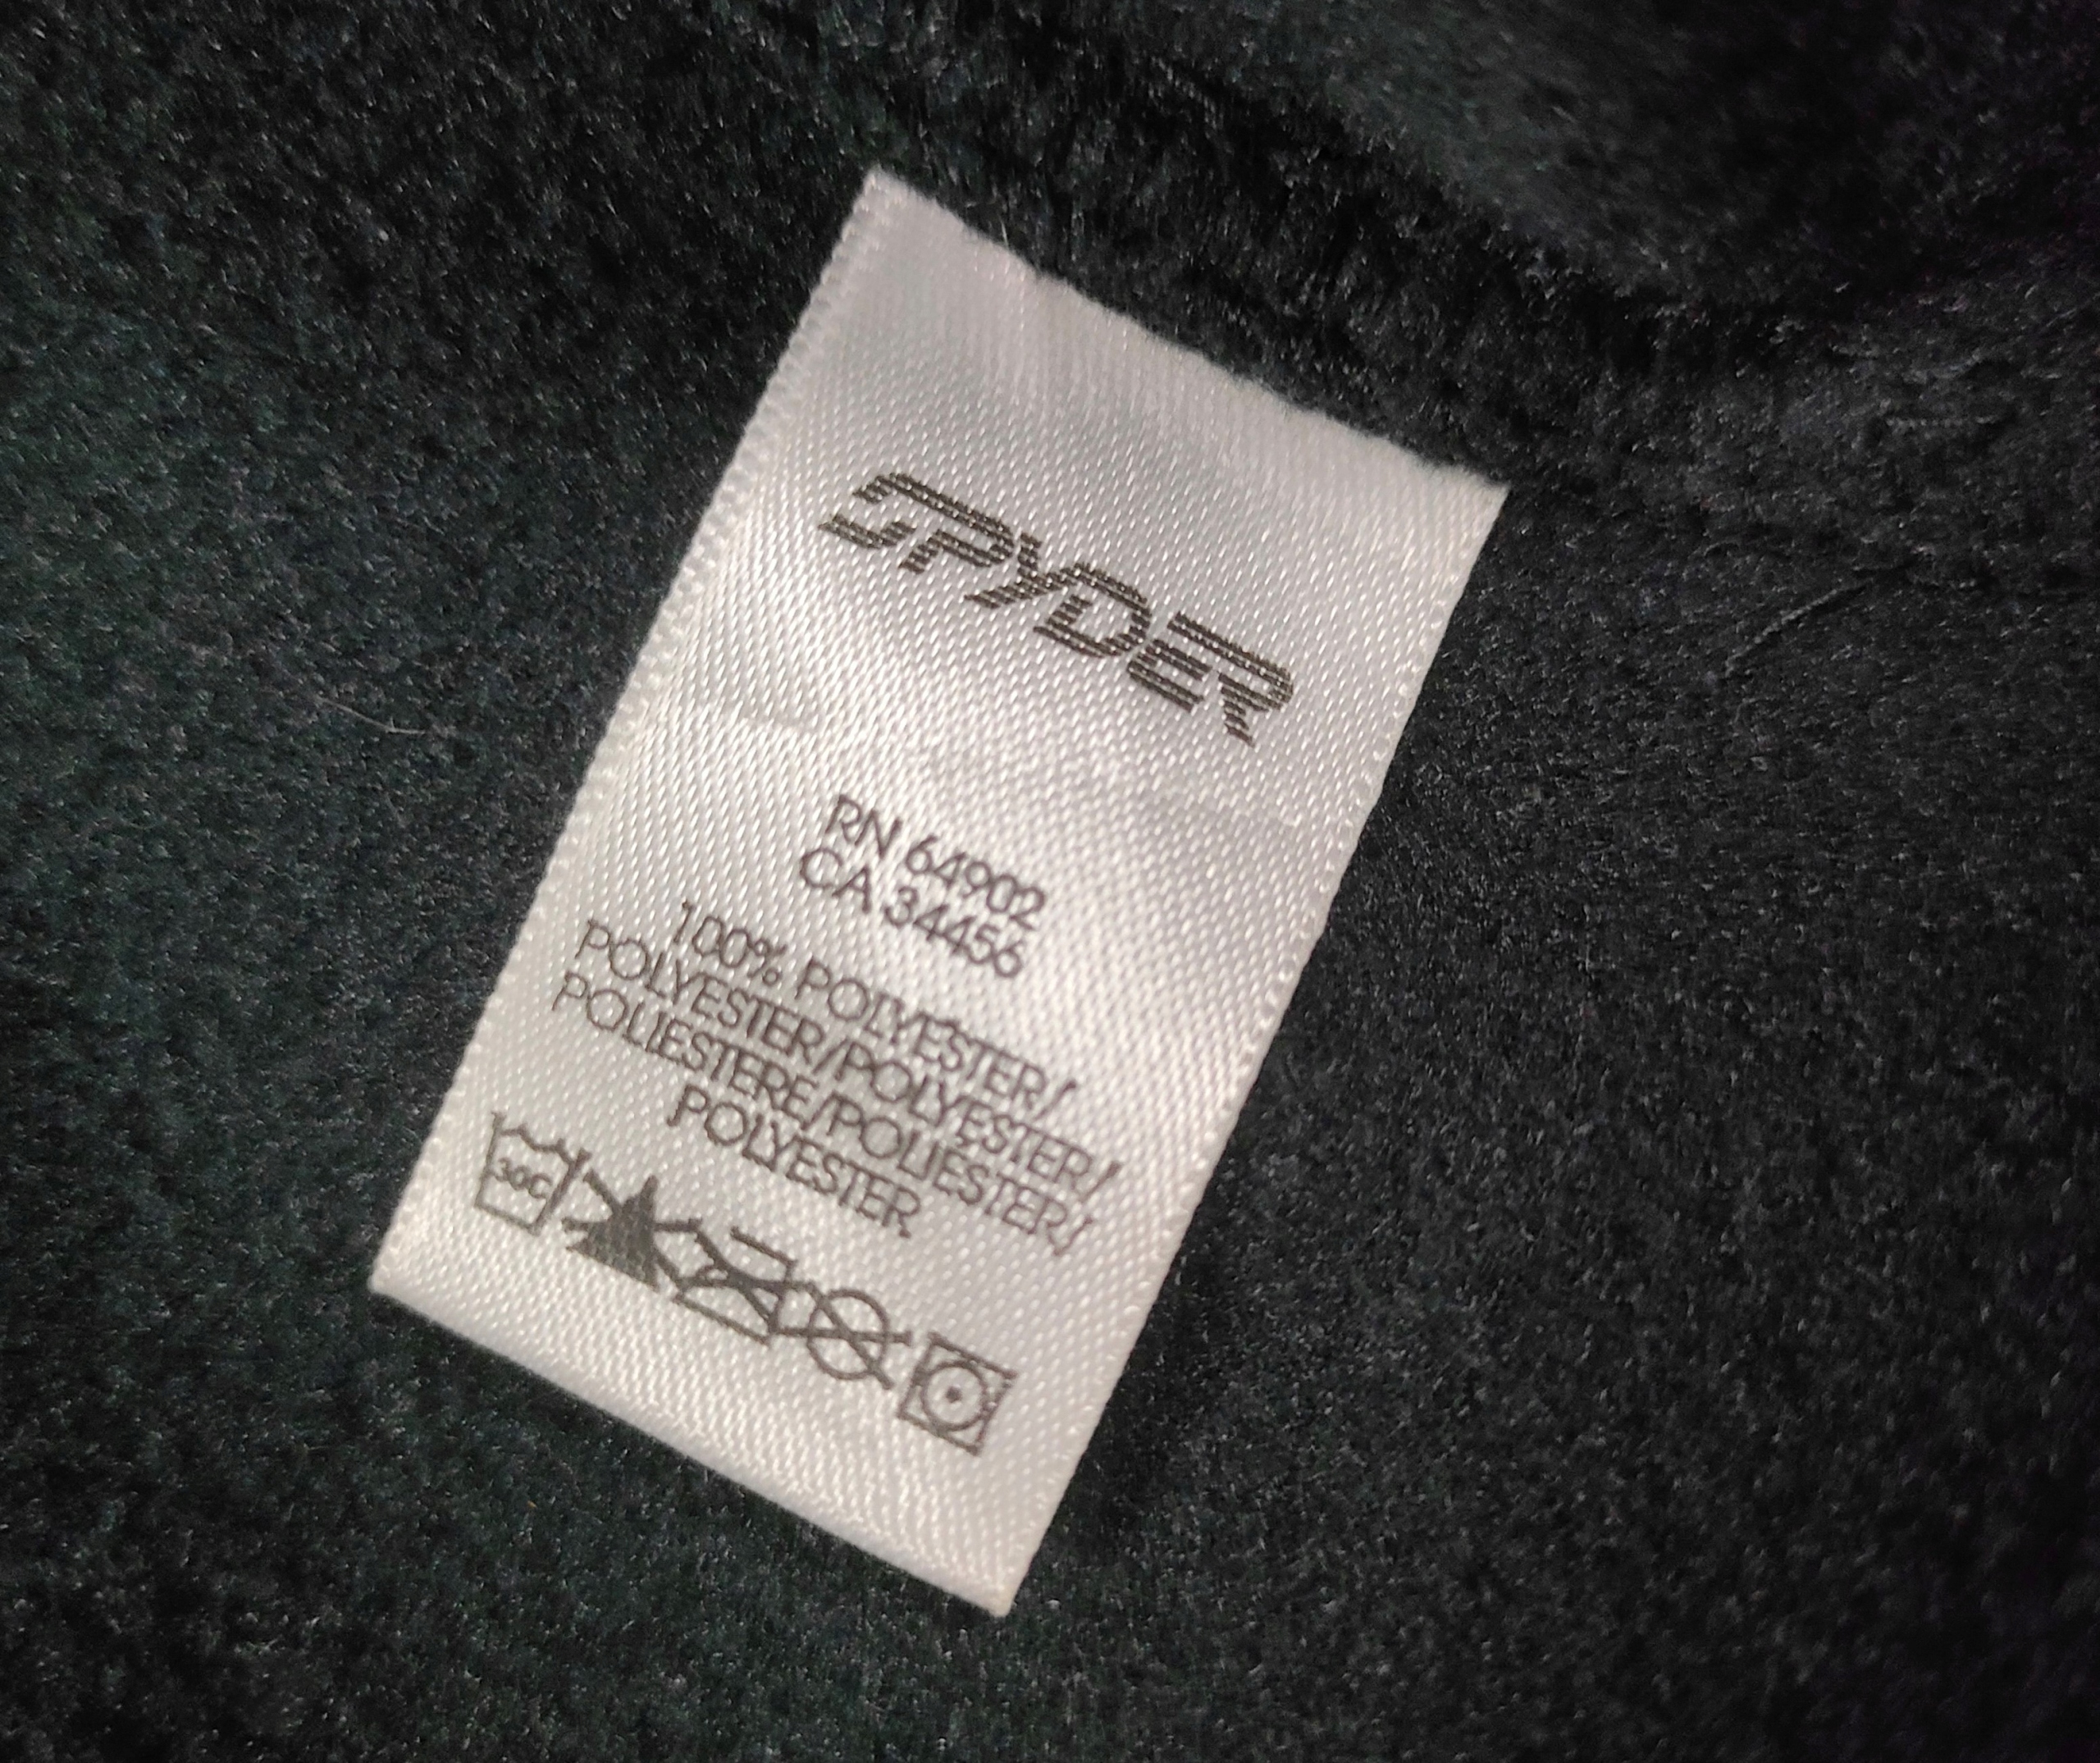 SPYDER
RN 64902
CA 34456
100% POLYESTER/
POLYESTER/POLYESTER/
POLIESTERE/POLIESTER/
POLYESTER
30C